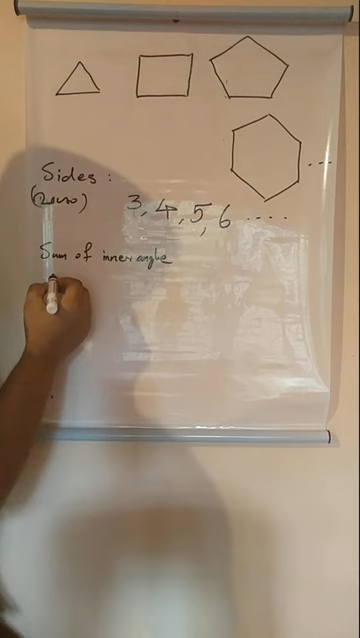 Sides :
3, 4, 5, 6 ....
Sum of inner angle